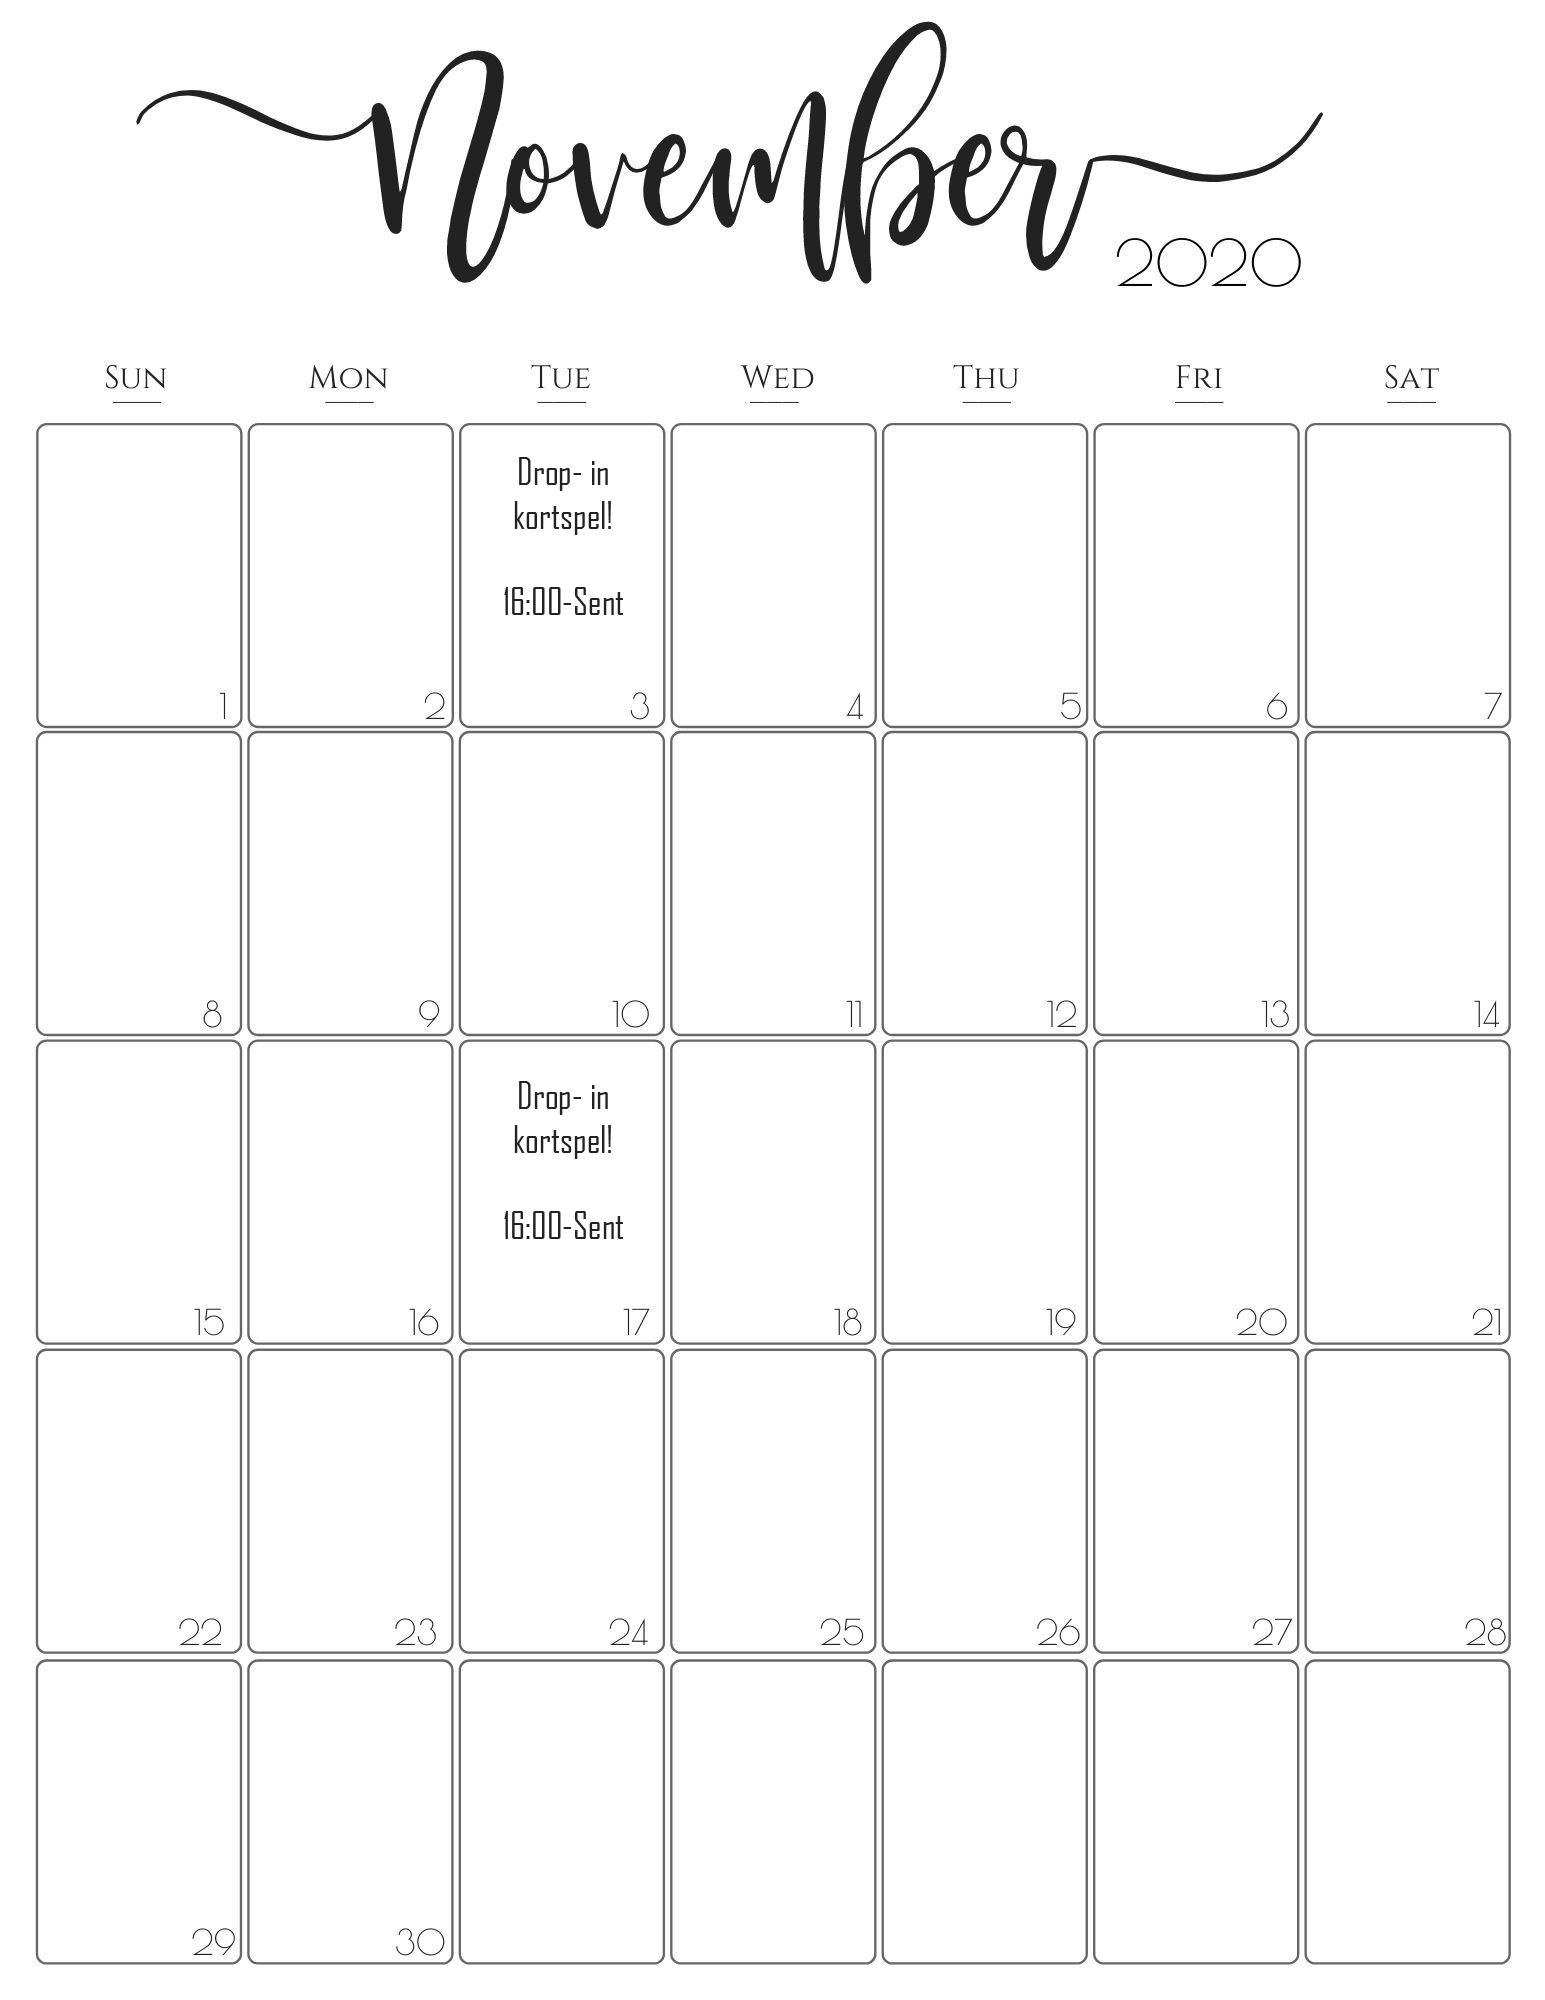 November
2020
Sun Mon Tue Wed Thu Fri Sat
Drop- in
kortspel!
16:00-Sent
1 2 3 4 5 6 7
8 9 10 11 12 13 14
Drop- in
kortspel!
16:00-Sent
15 16 17 18 19 20 21
22 23 24 25 26 27 28
29 30